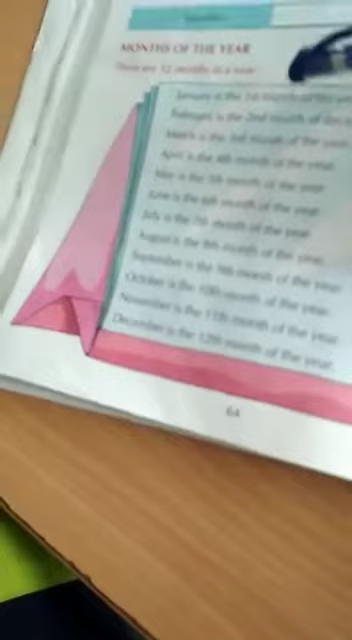 MONTHS OF THE YEAR
There are 12 months in a year.
January is the 1st month of the year.
February is the 2nd month of the
March is the 3rd month of the year.
April is the 4th month of the year.
May is the 5th month of the year.
June is the 6th month of the year.
July is the 7th month of the year.
August is the 8th month of the year.
September is the 9th month of the year.
October is the 10th month of the year.
November is the 11th month of the year.
December is the 12th month of the year.
64